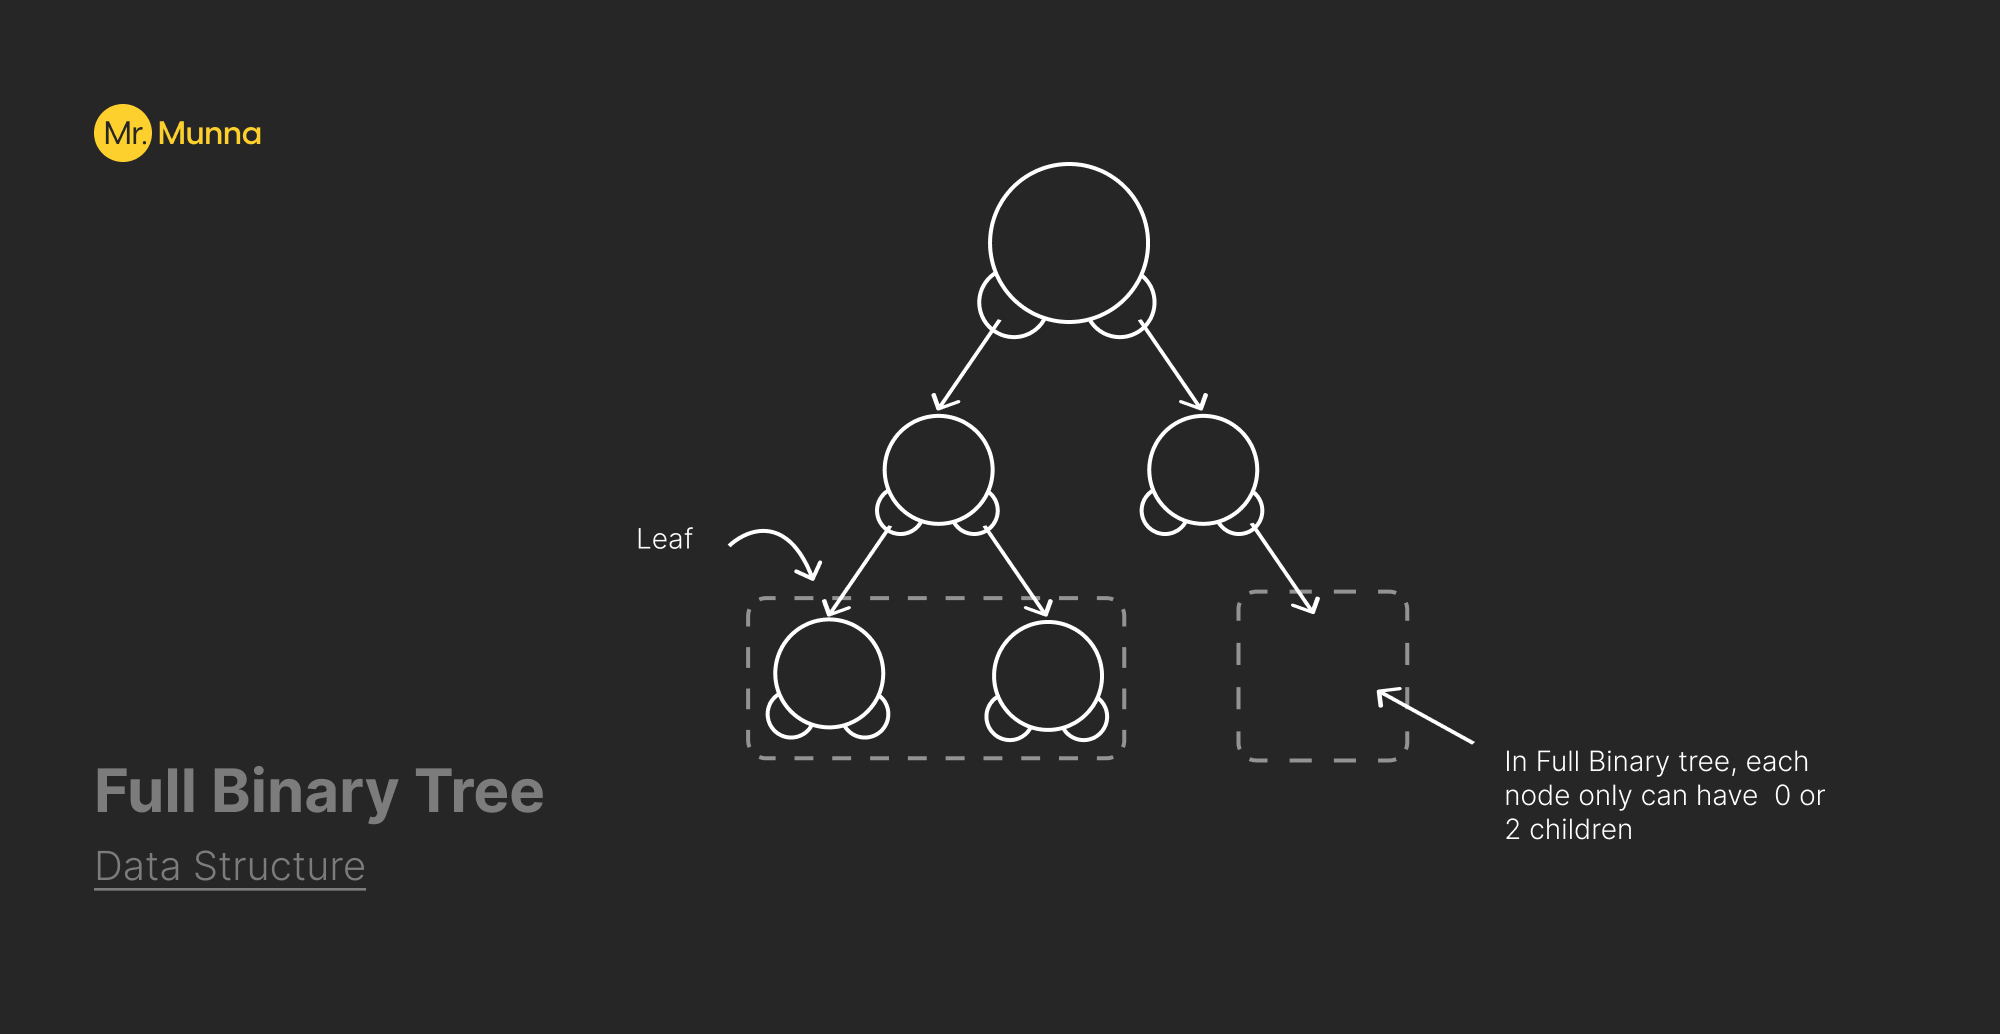 Mr. Munna
Leaf
In Full Binary tree, each
node only can have  0 or
2 children
Full Binary Tree
Data Structure